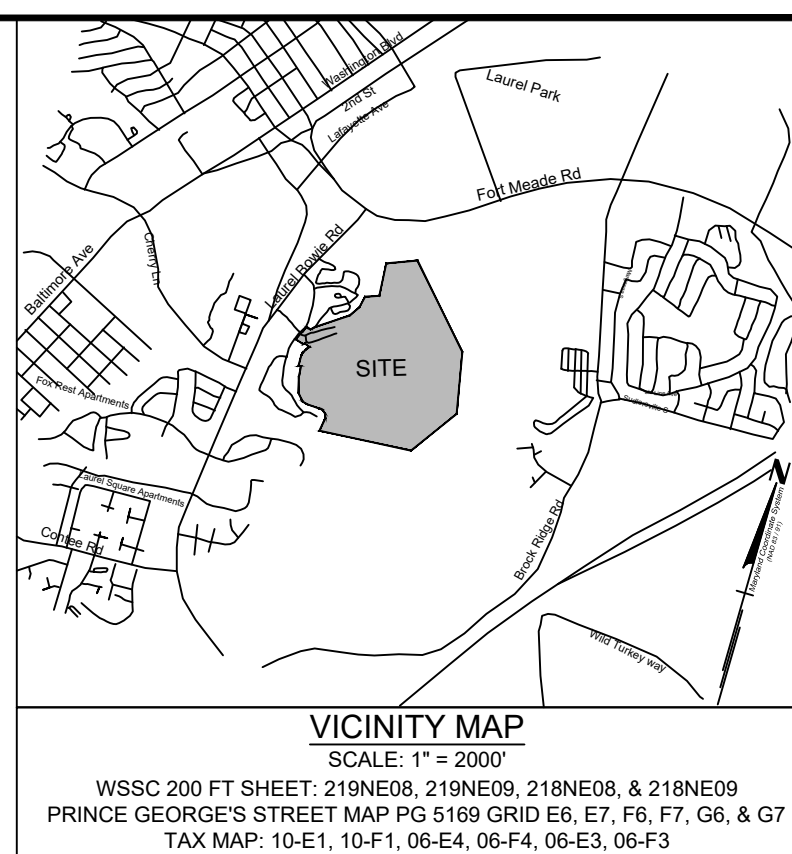 Washington Blvd
2nd St
Lafayette Ave
Laurel Park
Fort Meade Rd
Laurel Bowie Rd
Cherry Ln
Baltimore Ave
SITE
Fox Rest Apartments
Laurel Square Apartments
Contee Rd
Brock Ridge Rd
Wild Turkey way
N
Maryland Coordinate System
(NAD 83 / 91)
VICINITY MAP
SCALE: 1" = 2000'
WSSC 200 FT SHEET: 219NE08, 219NE09, 218NE08, & 218NE09
PRINCE GEORGE'S STREET MAP PG 5169 GRID E6, E7, F6, F7, G6, & G7
TAX MAP: 10-E1, 10-F1, 06-E4, 06-F4, 06-E3, 06-F3